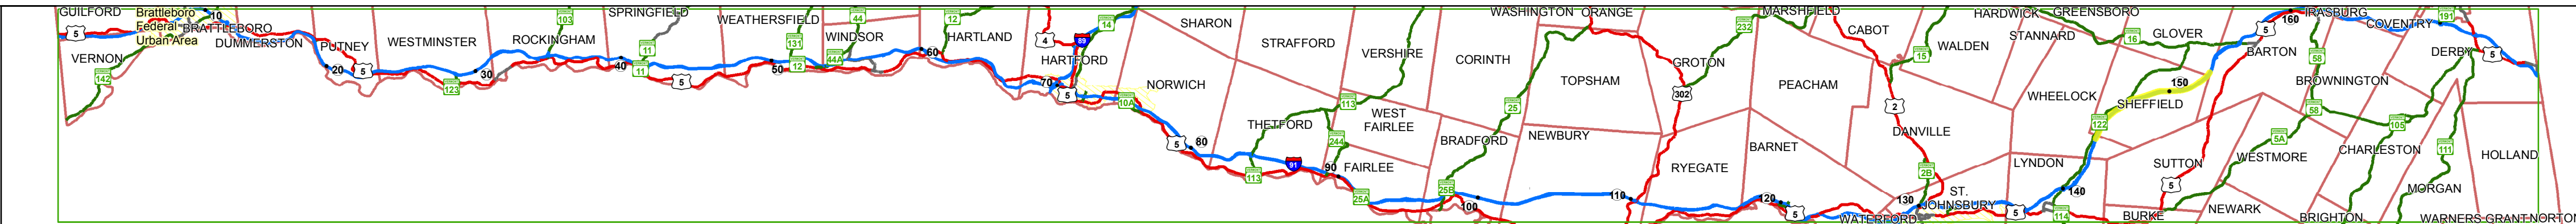 GUILFORD
Brattleboro
Federal
Urban Area
BRATTLEBORO
10
5
VERNON
142
DUMMERSTON
PUTNEY
20
5
WESTMINSTER
30
123
ROCKINGHAM
103
SPRINGFIELD
40
11
11
5
WEATHERSFIELD
131
50
12
44
WINDSOR
44A
60
12
HARTLAND
4
89
14
HARTFORD
70
5
10A
NORWICH
SHARON
5
80
STRAFFORD
THETFORD
113
91
VERSHIRE
113
244
90
WEST
FAIRLEE
FAIRLEE
25A
CORINTH
BRADFORD
25
25B
100
WASHINGTON
ORANGE
TOPSHAM
NEWBURY
110
GROTON
302
232
RYEGATE
MARSHFIELD
PEACHAM
BARNET
120
5
CABOT
2
15
WALDEN
DANVILLE
2B
130
WATERFORD
ST.
JOHNSBURY
5
HARDWICK
STANNARD
GREENSBORO
16
GLOVER
WHEELOCK
122
SHEFFIELD
150
LYNDON
140
114
SUTTON
5
BURKE
5
160
IRASBURG
BARTON
COVENTRY
191
58
BROWNINGTON
58
5A
WESTMORE
NEWARK
DERBY
5
105
CHARLESTON
111
BRIGHTON
MORGAN
HOLLAND
WARNERS GRANT
NORTO